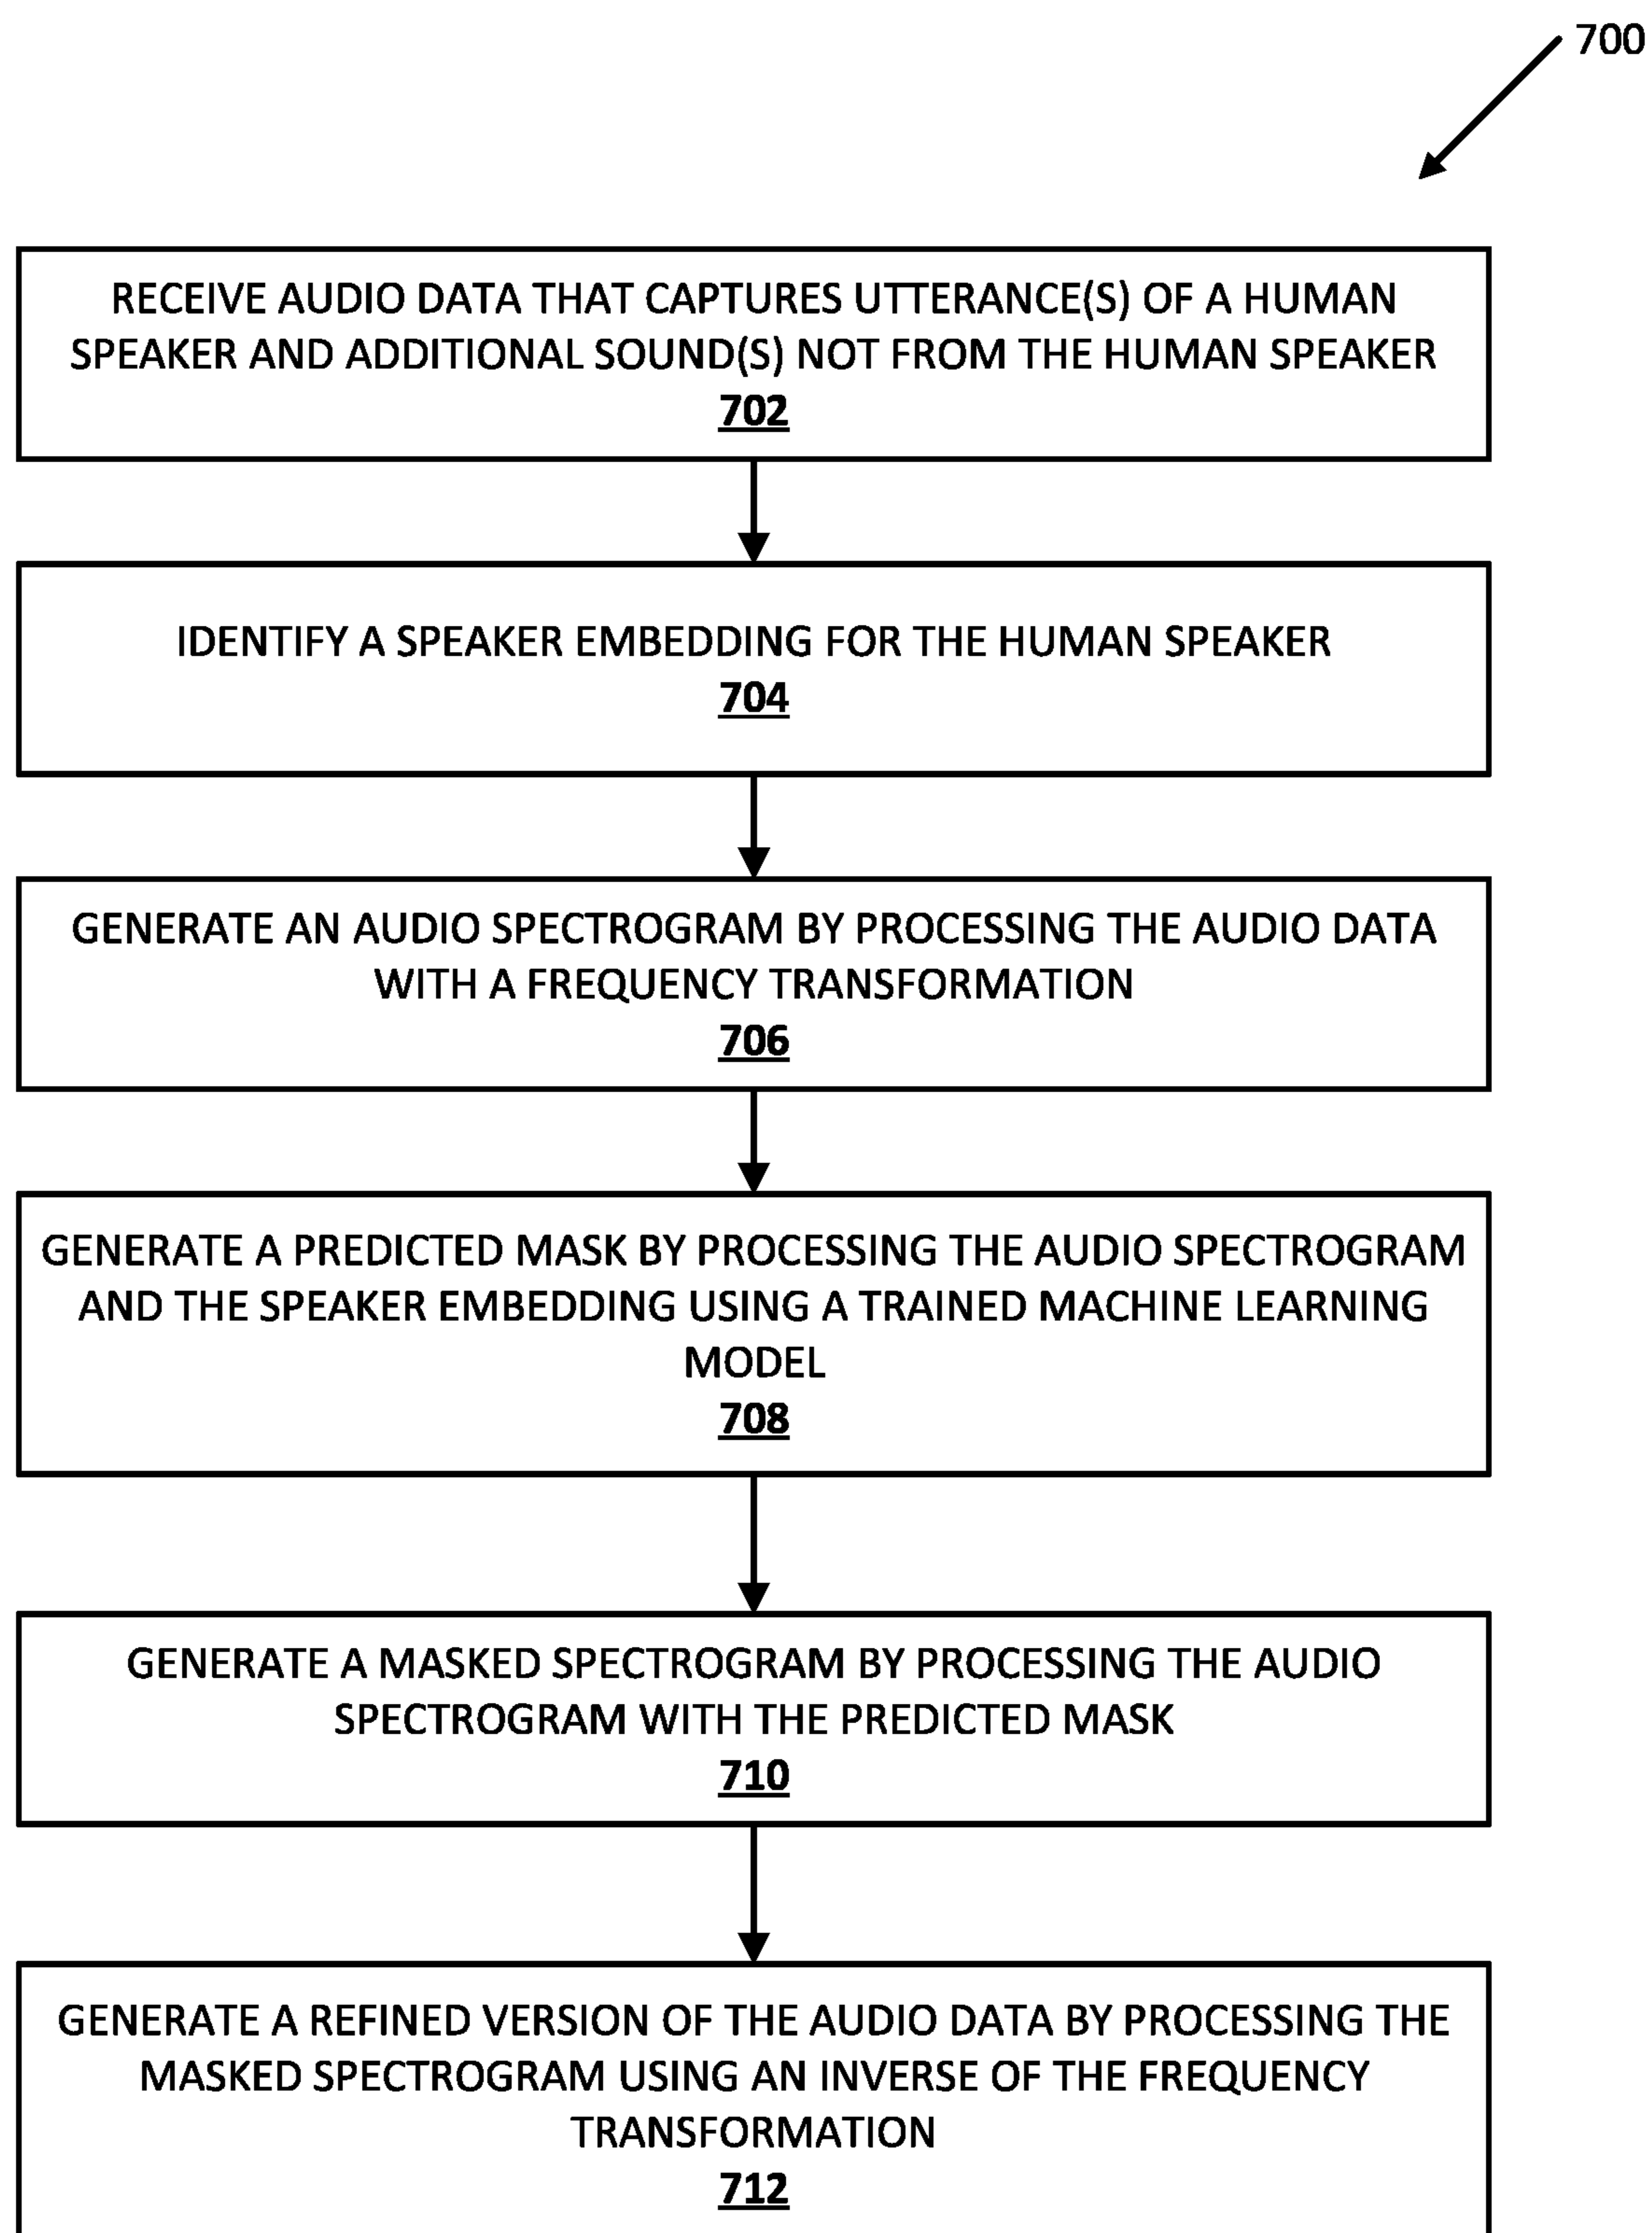 700
RECEIVE AUDIO DATA THAT CAPTURES UTTERANCE(S) OF A HUMAN
SPEAKER AND ADDITIONAL SOUND(S) NOT FROM THE HUMAN SPEAKER
702
IDENTIFY A SPEAKER EMBEDDING FOR THE HUMAN SPEAKER
704
GENERATE AN AUDIO SPECTROGRAM BY PROCESSING THE AUDIO DATA
WITH A FREQUENCY TRANSFORMATION
706
GENERATE A PREDICTED MASK BY PROCESSING THE AUDIO SPECTROGRAM
AND THE SPEAKER EMBEDDING USING A TRAINED MACHINE LEARNING
MODEL
708
GENERATE A MASKED SPECTROGRAM BY PROCESSING THE AUDIO
SPECTROGRAM WITH THE PREDICTED MASK
710
GENERATE A REFINED VERSION OF THE AUDIO DATA BY PROCESSING THE
MASKED SPECTROGRAM USING AN INVERSE OF THE FREQUENCY
TRANSFORMATION
712